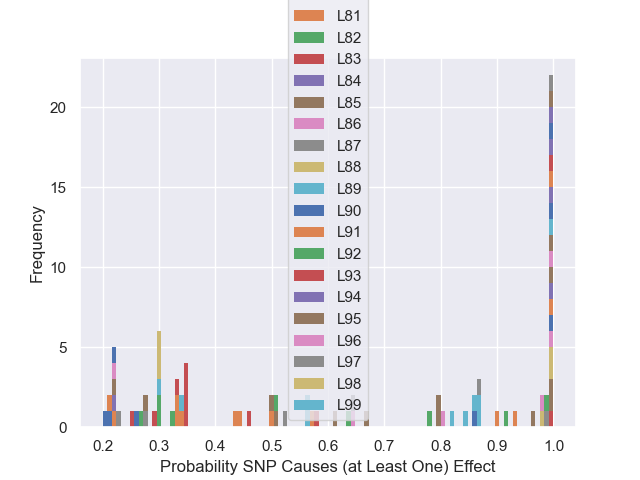 L81
L82
L83
L84
L85
L86
L87
L88
L89
L90
L91
L92
L93
L94
L95
L96
L97
L98
L99
20
15
10
5
0
Frequency
0.2 0.3 0.4 0.5 0.6 0.7 0.8 0.9 1.0
Probability SNP Causes (at Least One) Effect